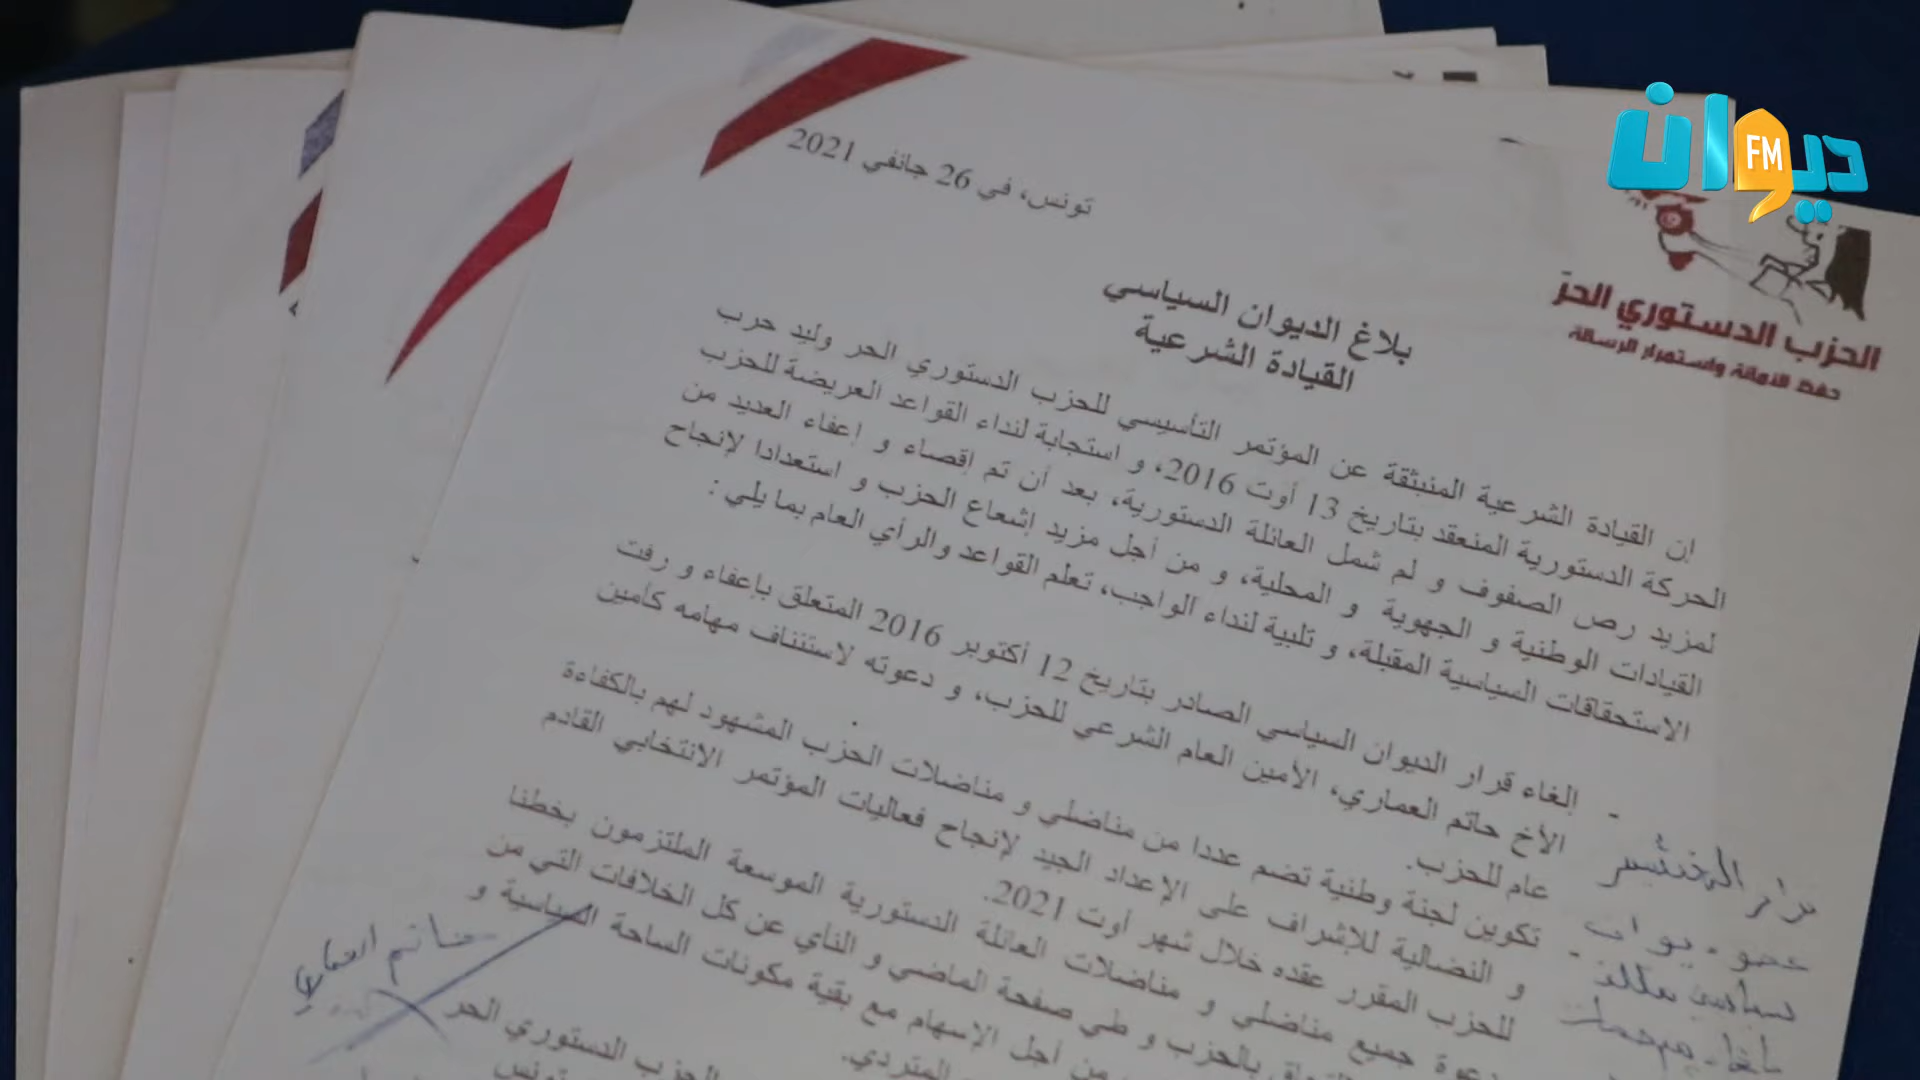 ديوان FM
تونس، في 26 جانفي 2021
الحزب الدستوري الحر
حفظ الأمانة واستمرار الرسالة
بلاغ الديوان السياسي
القيادة الشرعية
إن القيادة الشرعية المنبثقة عن المؤتمر التأسيسي للحزب الدستوري الحر وليد حرب
الحركة الدستورية المنعقد بتاريخ 13 أوت 2016، و استجابة لنداء القواعد العريضة للحزب
لمزيد رص الصفوف و لم شمل العائلة الدستورية، بعد أن تم إقصاء و إعفاء العديد من
القيادات الوطنية و الجهوية و المحلية، و من أجل مزيد إشعاع الحزب و استعدادا لإنجاح
الاستحقاقات السياسية المقبلة، و تلبية لنداء الواجب، تعلم القواعد والرأي العام بما يلي :
- إلغاء قرار الديوان السياسي الصادر بتاريخ 12 أكتوبر 2016 المتعلق بإعفاء و رفت
الأخ حاتم العماري، الأمين العام الشرعي للحزب، و دعوته لاستئناف مهامه كأمين
عام للحزب.
- تكوين لجنة وطنية تضم عددا من مناضلي و مناضلات الحزب المشهود لهم بالكفاءة
و النضالية للإشراف على الإعداد الجيد لإنجاح فعاليات المؤتمر الانتخابي القادم
للحزب المقرر عقده خلال شهر أوت 2021.
دعوة جميع مناضلي و مناضلات العائلة الدستورية الموسعة الملتزمون بخطنا
بالحزب و طي صفحة الماضي و النأي عن كل الخلافات التي من
من أجل الإسهام مع بقية مكونات الساحة السياسية و
المتردي.
حاتم العماري
الحزب الدستوري الحر
تونس